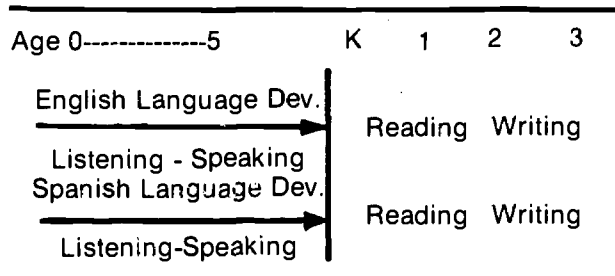 Age 0--------------5 K 1 2 3
English Language Dev.
Reading Writing
Listening - Speaking
Spanish Language Dev.
Reading Writing
Listening-Speaking